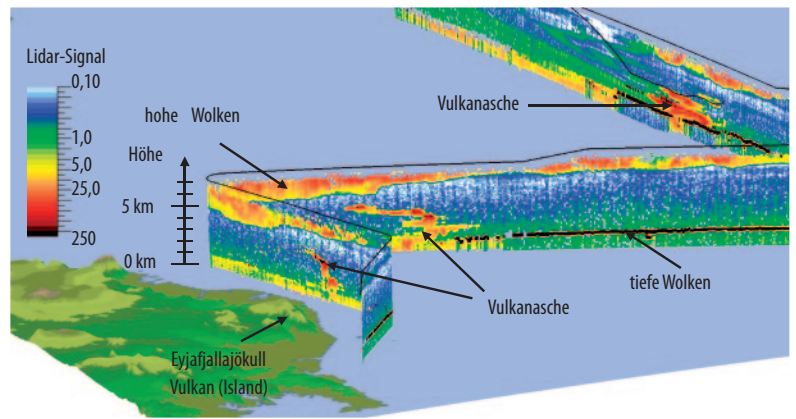 Lidar-Signal
0,10
1,0
5,0
25,0
250
hohe Wolken
Höhe
5 km
0 km
Vulkanasche
Vulkanasche
tiefe Wolken
Eyjafjallajökull
Vulkan (Island)